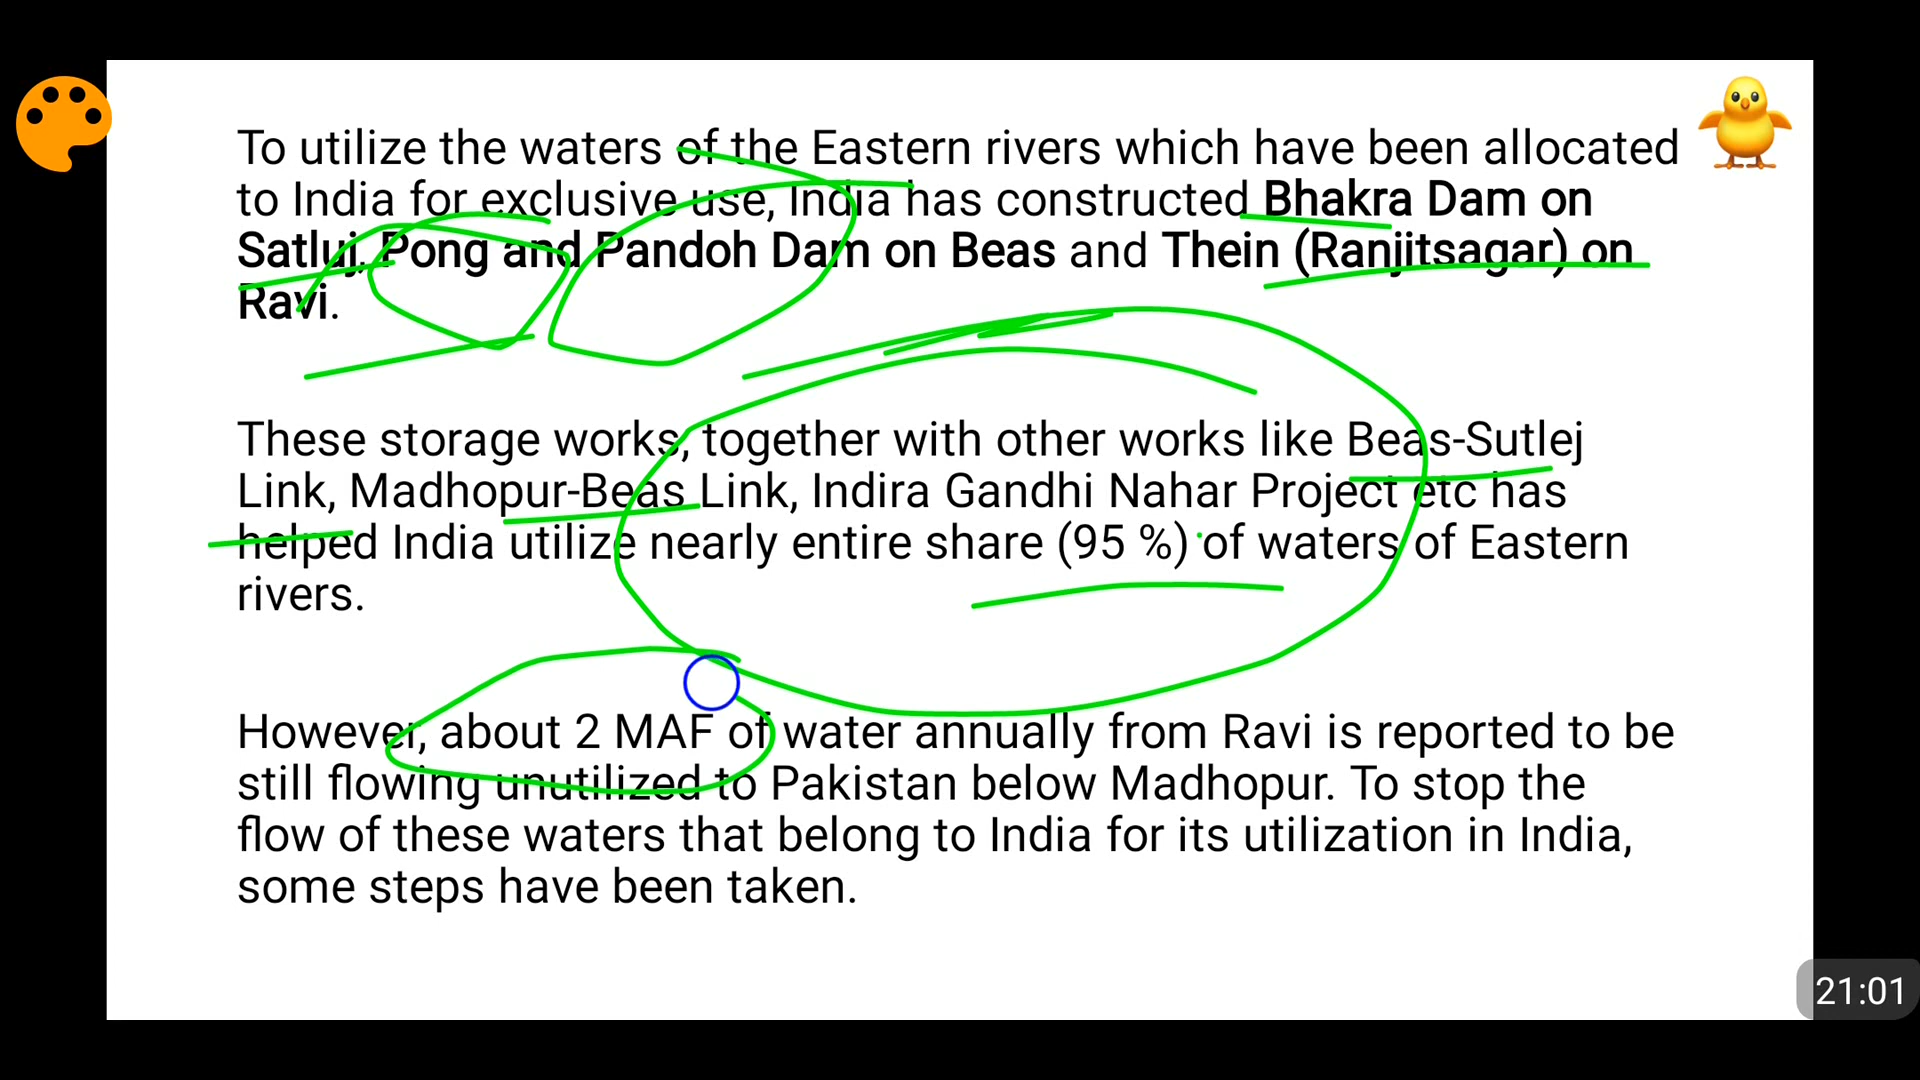 To utilize the waters of the Eastern rivers which have been allocated
to India for exclusive use, India has constructed Bhakra Dam on
Satluj, Pong and Pandoh Dam on Beas and Thein (Ranjitsagar) on
Ravi.
These storage works, together with other works like Beas-Sutlej
Link, Madhopur-Beas Link, Indira Gandhi Nahar Project etc has
helped India utilize nearly entire share (95 %) of waters of Eastern
rivers.
However, about 2 MAF of water annually from Ravi is reported to be
still flowing unutilized to Pakistan below Madhopur. To stop the
flow of these waters that belong to India for its utilization in India,
some steps have been taken.
21:01